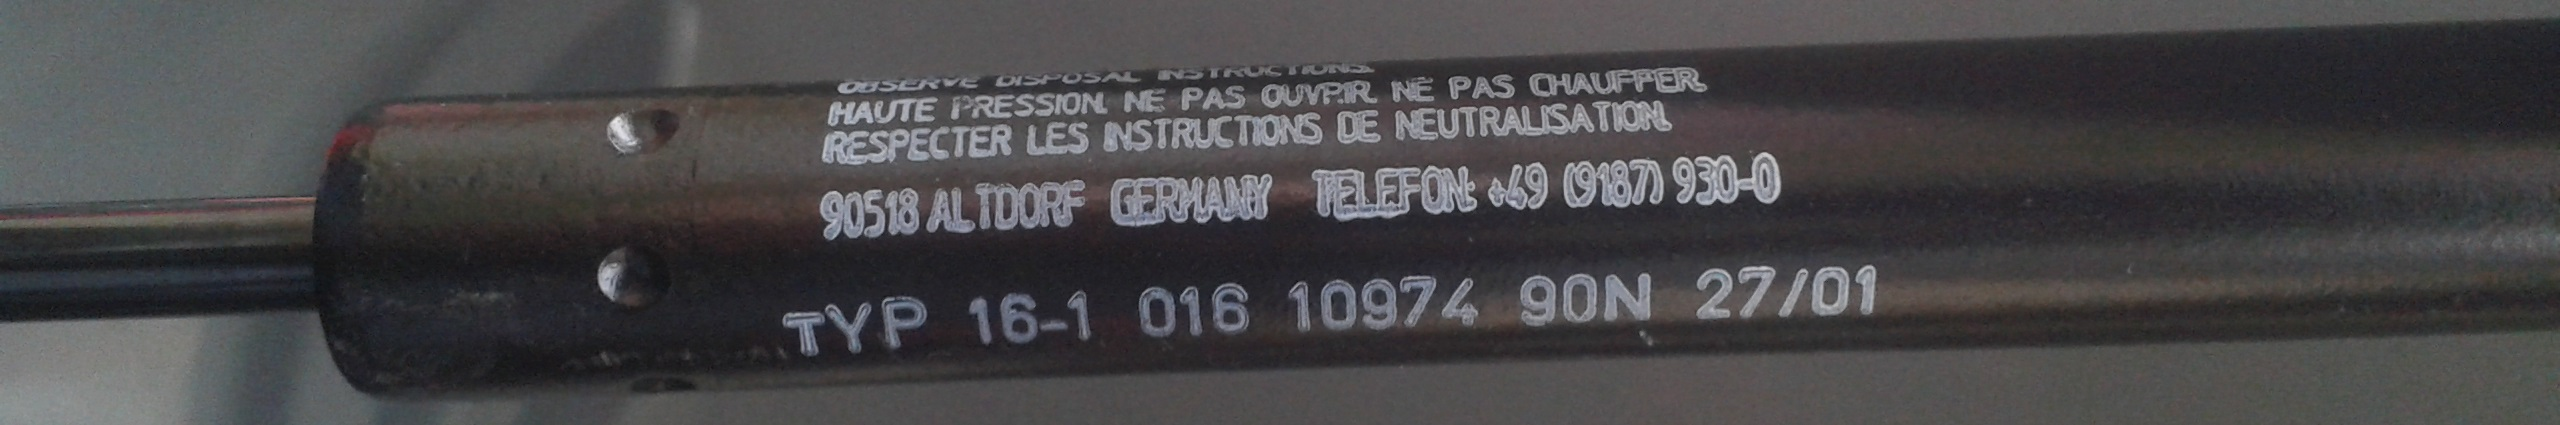 OBSERVE DISPOSAL INSTRUCTIONS.
HAUTE PRESSION. NE PAS OUVRIR. NE PAS CHAUFFER.
RESPECTER LES INSTRUCTIONS DE NEUTRALISATION.
90518 ALTDORF GERMANY TELEFON: +49 (9187) 930-0
TYP 16-1 016 10974 90N 27/01